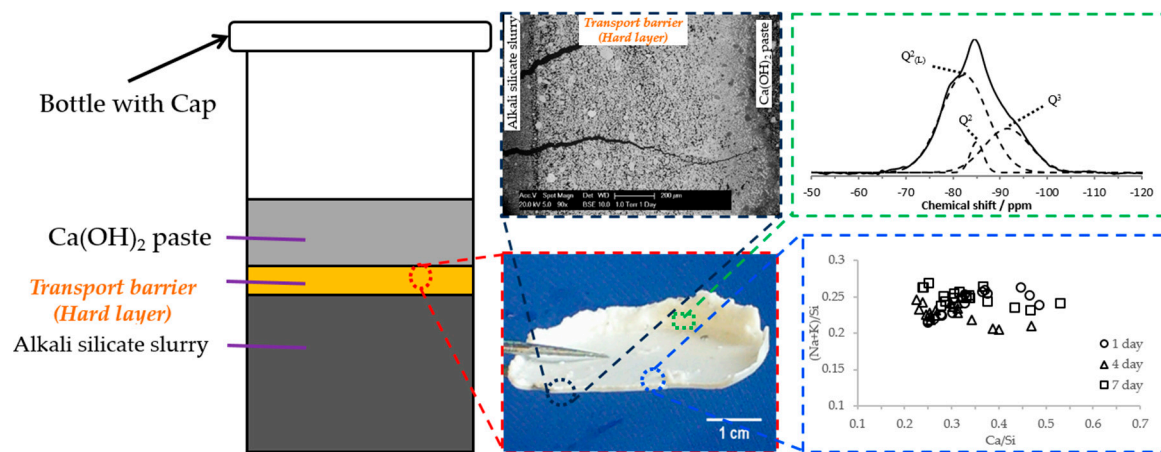 Bottle with Cap
Ca(OH)₂ paste
Transport barrier
(Hard layer)
Alkali silicate slurry
Alkali silicate slurry
Transport barrier
(Hard layer)
Ca(OH)₂ paste
Acc.V Spot Magn Det WD 200 µm
20.0 kV 5.0 90x BSE 10.0 1.0 Torr 1 Day
1 cm
Q²(L)
Q²
Q³
-50 -60 -70 -80 -90 -100 -110 -120
Chemical shift / ppm
(Na+K)/Si
0.3
0.25
0.2
0.15
0.1
0.1 0.2 0.3 0.4 0.5 0.6 0.7
Ca/Si
1 day
4 day
7 day